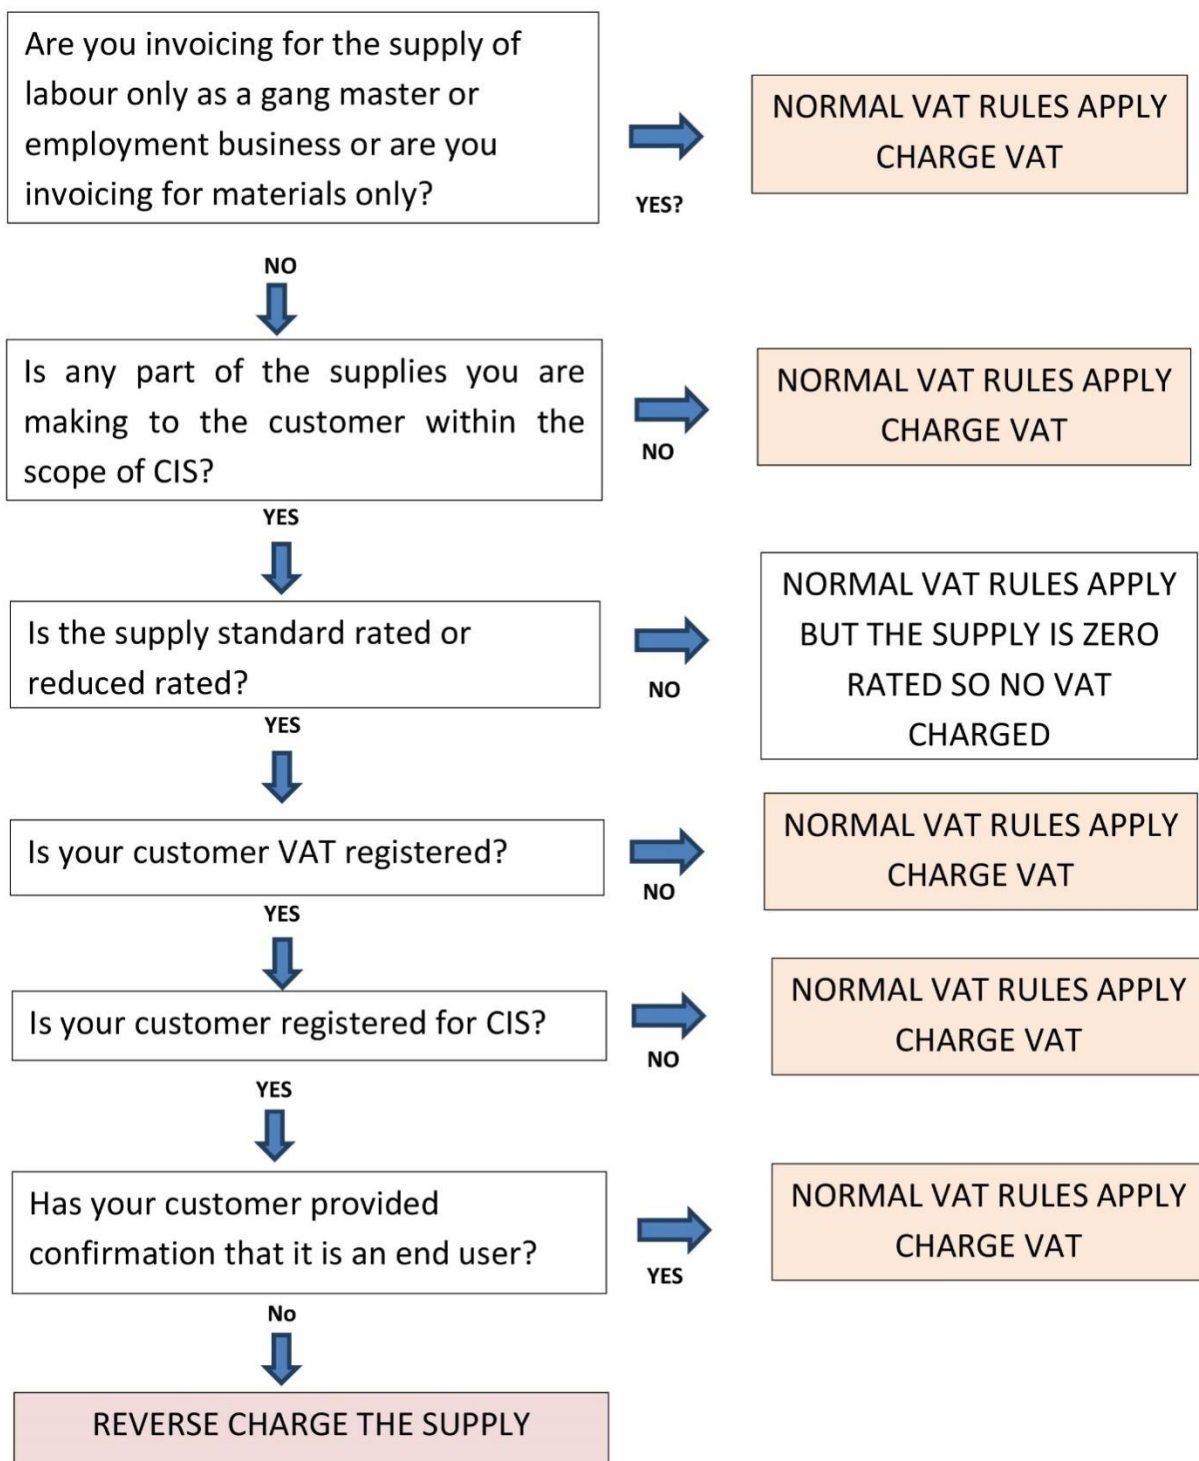 Are you invoicing for the supply of
labour only as a gang master or
employment business or are you
invoicing for materials only?
YES?
NORMAL VAT RULES APPLY
CHARGE VAT
NO
Is any part of the supplies you are
making to the customer within the
scope of CIS?
NO
NORMAL VAT RULES APPLY
CHARGE VAT
YES
Is the supply standard rated or
reduced rated?
NO
NORMAL VAT RULES APPLY
BUT THE SUPPLY IS ZERO
RATED SO NO VAT
CHARGED
YES
Is your customer VAT registered?
NO
NORMAL VAT RULES APPLY
CHARGE VAT
YES
Is your customer registered for CIS?
NO
NORMAL VAT RULES APPLY
CHARGE VAT
YES
Has your customer provided
confirmation that it is an end user?
YES
NORMAL VAT RULES APPLY
CHARGE VAT
No
REVERSE CHARGE THE SUPPLY